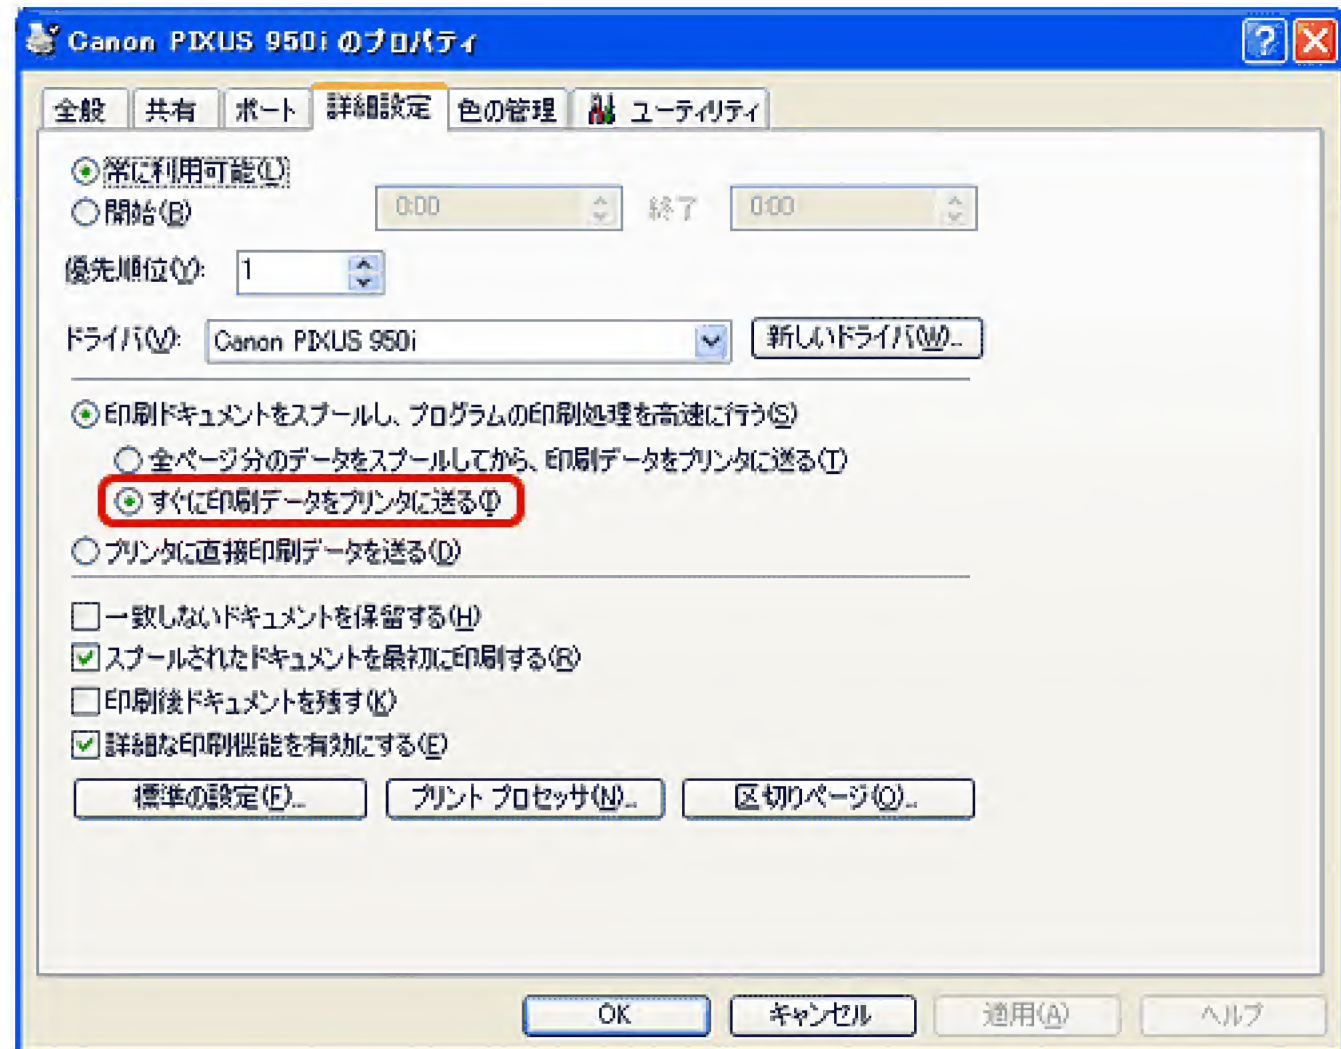 Canon PIXUS 950i のプロパティ
全般 共有 ポート 詳細設定 色の管理 ユーティリティ
常に利用可能(L)
開始(B) 0:00 終了 0:00
優先順位(Y): 1
ドライバ(V): Canon PIXUS 950i 新しいドライバ(W)...
印刷ドキュメントをスプールし、プログラムの印刷処理を高速に行う(S)
全ページ分のデータをスプールしてから、印刷データをプリンタに送る(T)
すぐに印刷データをプリンタに送る(I)
プリンタに直接印刷データを送る(D)
一致しないドキュメントを保留する(H)
スプールされたドキュメントを最初に印刷する(R)
印刷後ドキュメントを残す(K)
詳細な印刷機能を有効にする(E)
標準の設定(F)... プリント プロセッサ(N)... 区切りページ(O)...
OK キャンセル 適用(A) ヘルプ